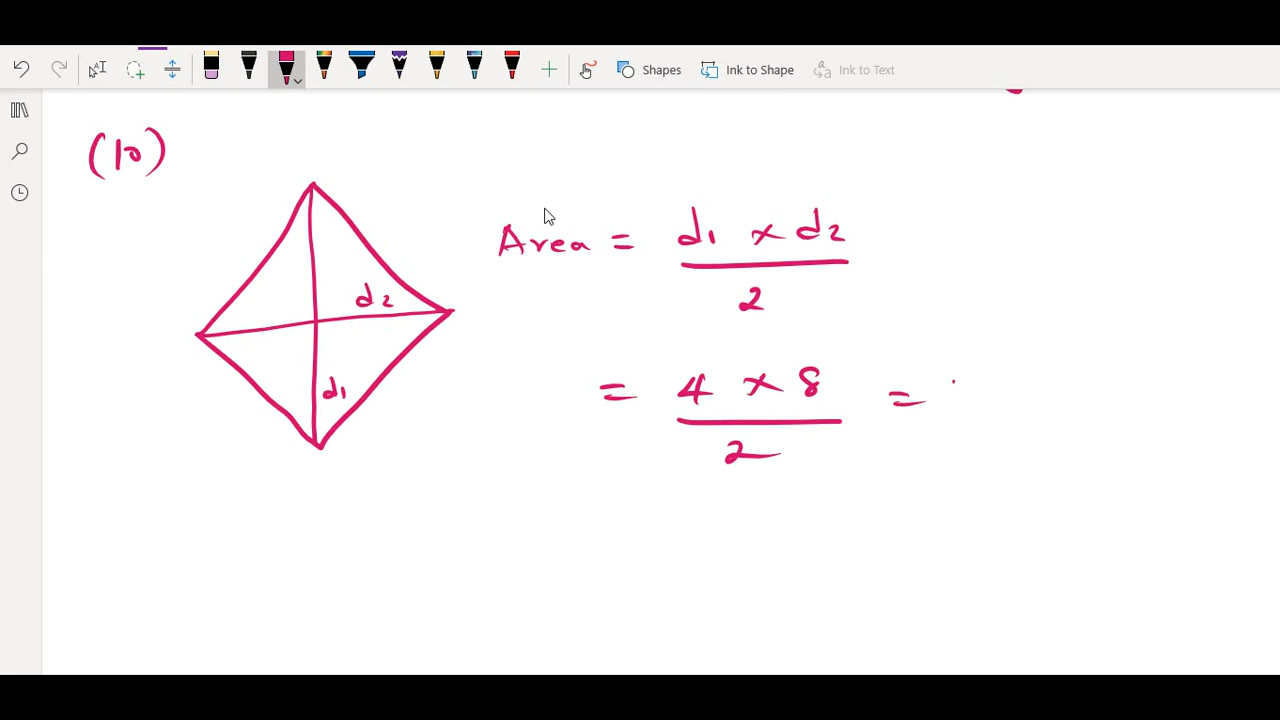 Shapes Ink to Shape Ink to Text
(10)
Area = d1 x d2
2
d2
d1
= 4 x 8 =
2